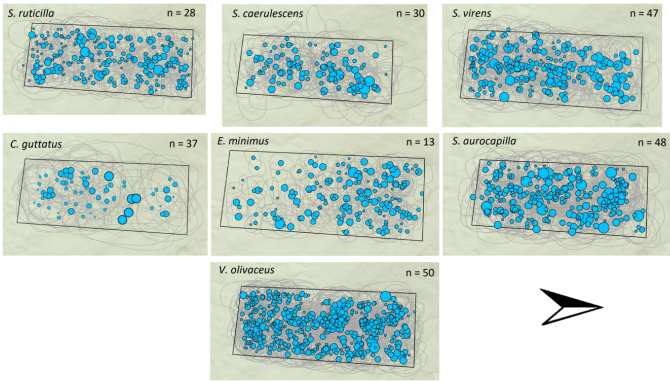 S. ruticilla n = 28
S. caerulescens n = 30
S. virens n = 47
C. guttatus n = 37
E. minimus n = 13
S. aurocapilla n = 48
V. olivaceus n = 50